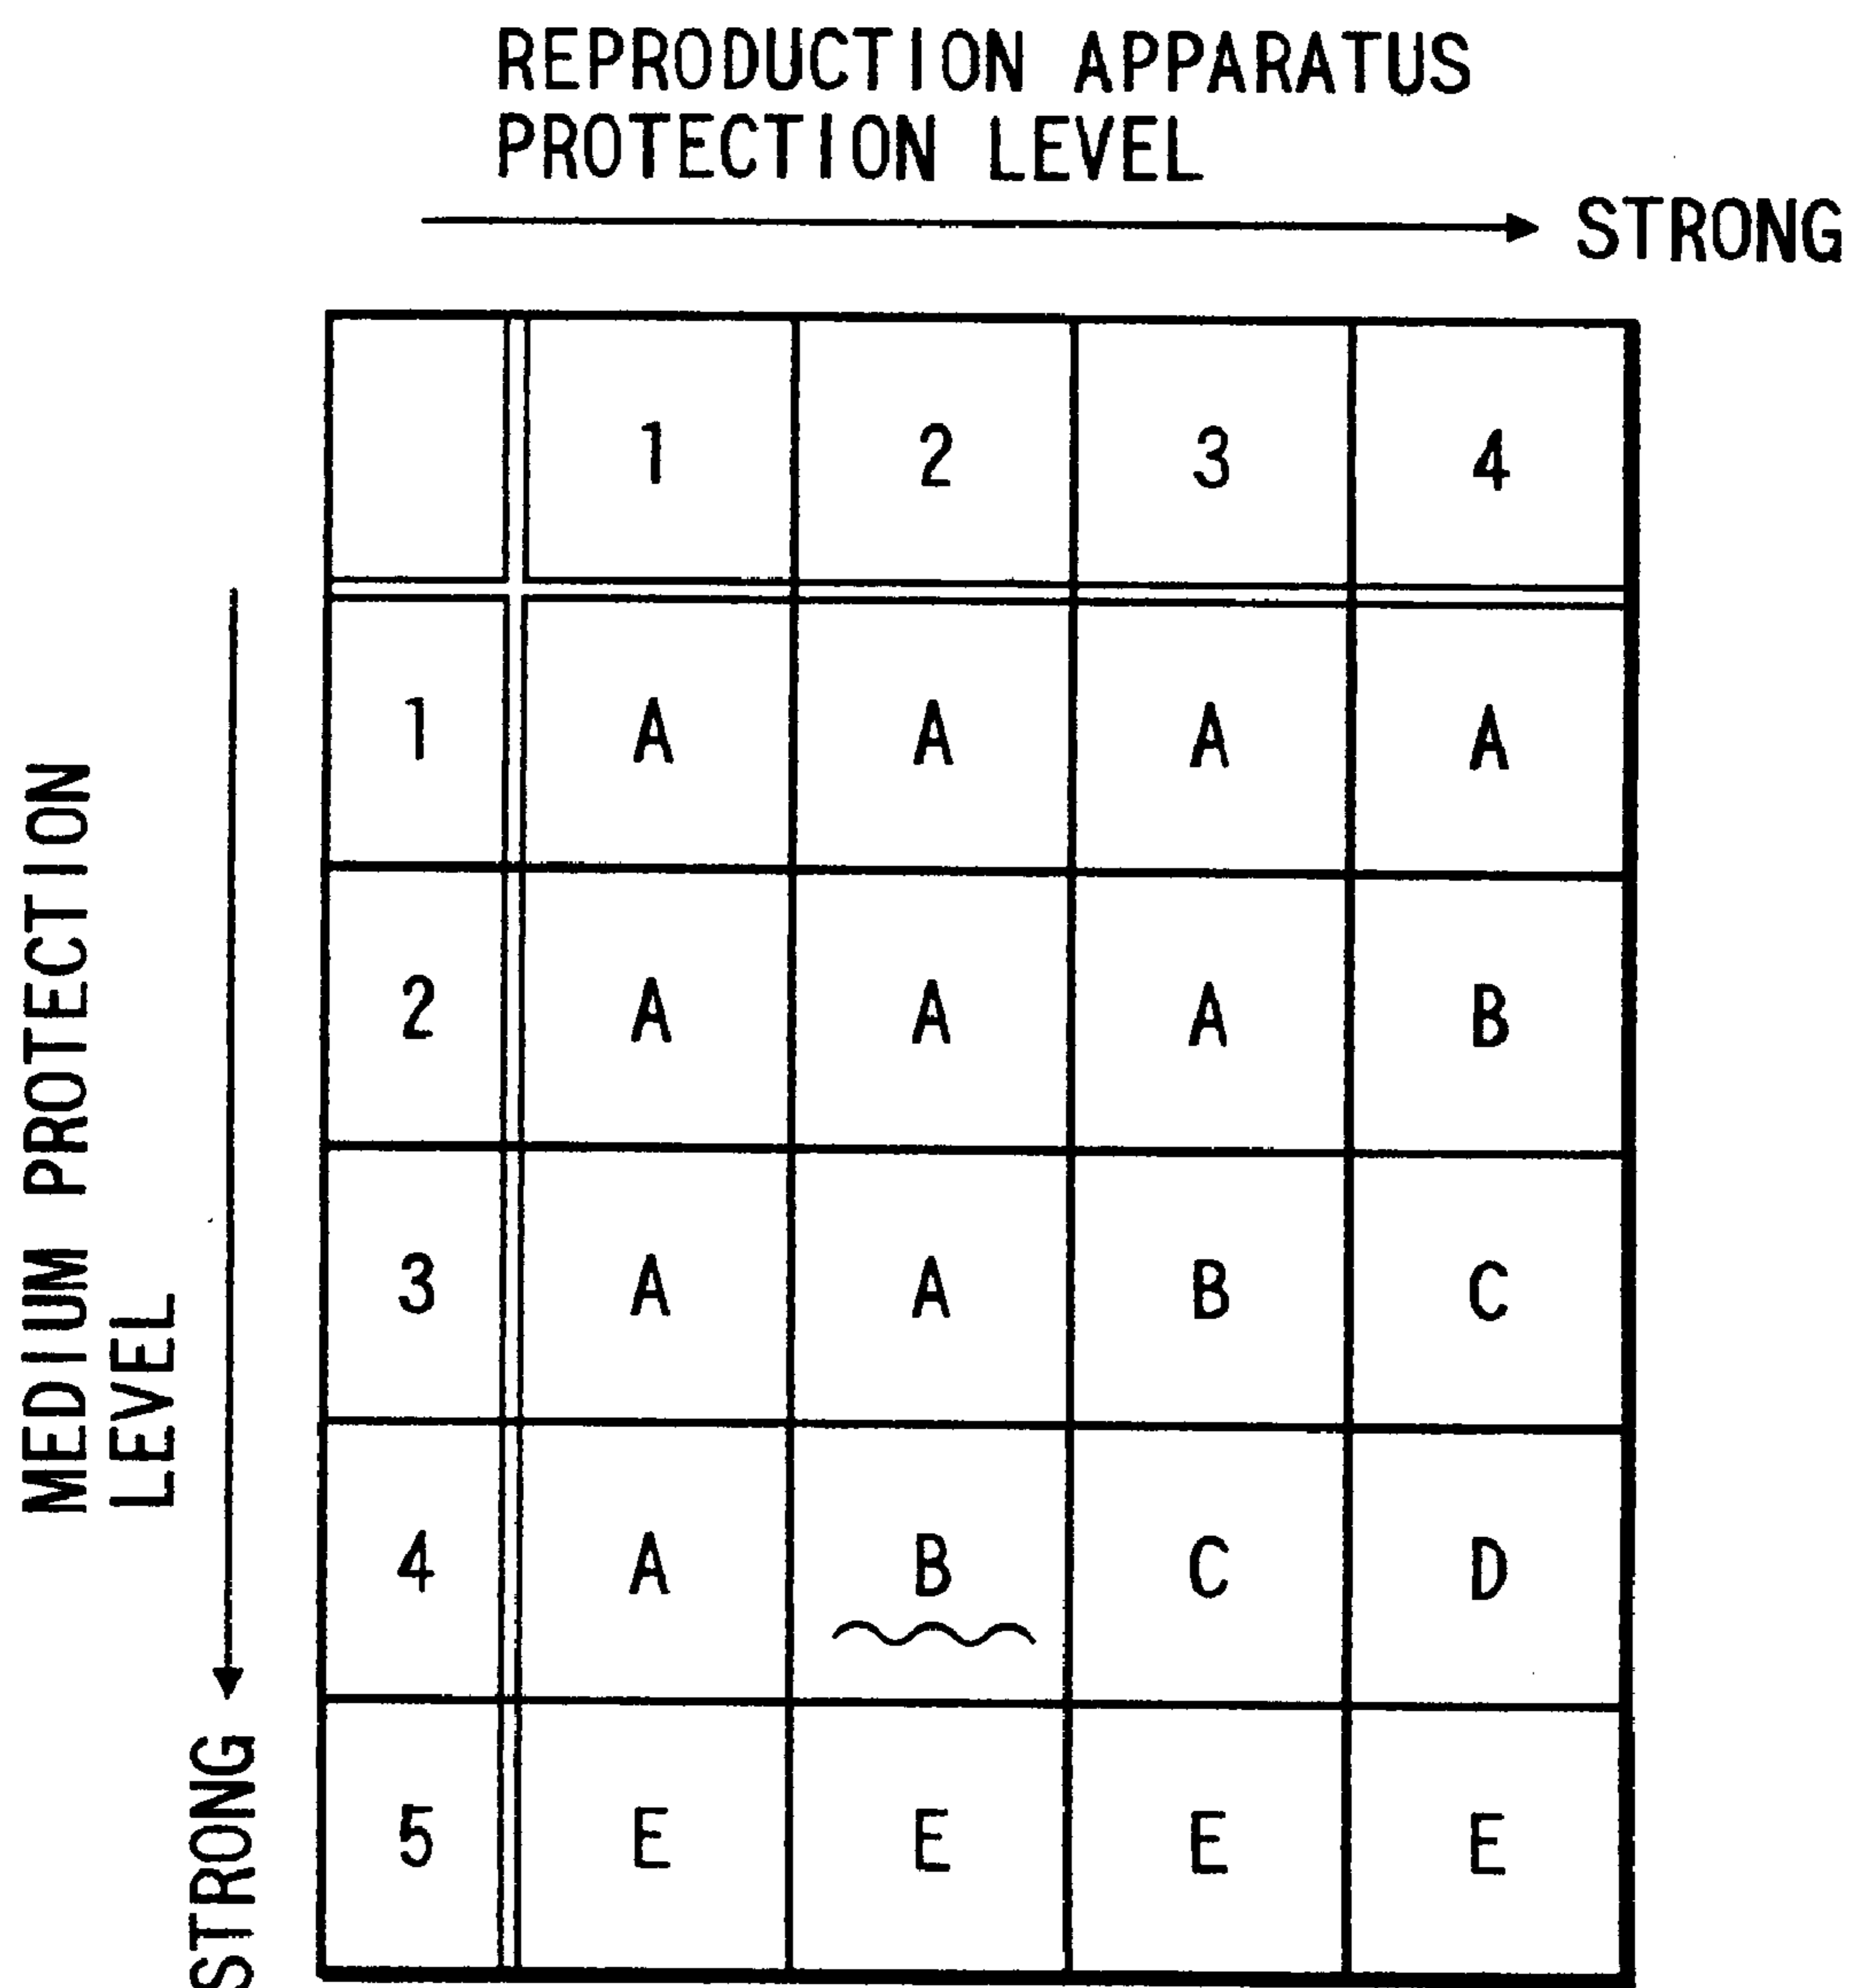 REPRODUCTION APPARATUS
PROTECTION LEVEL
STRONG
MEDIUM PROTECTION
LEVEL
STRONG
1 2 3 4
1 A A A A
2 A A A B
3 A A B C
4 A B C D
5 E E E E